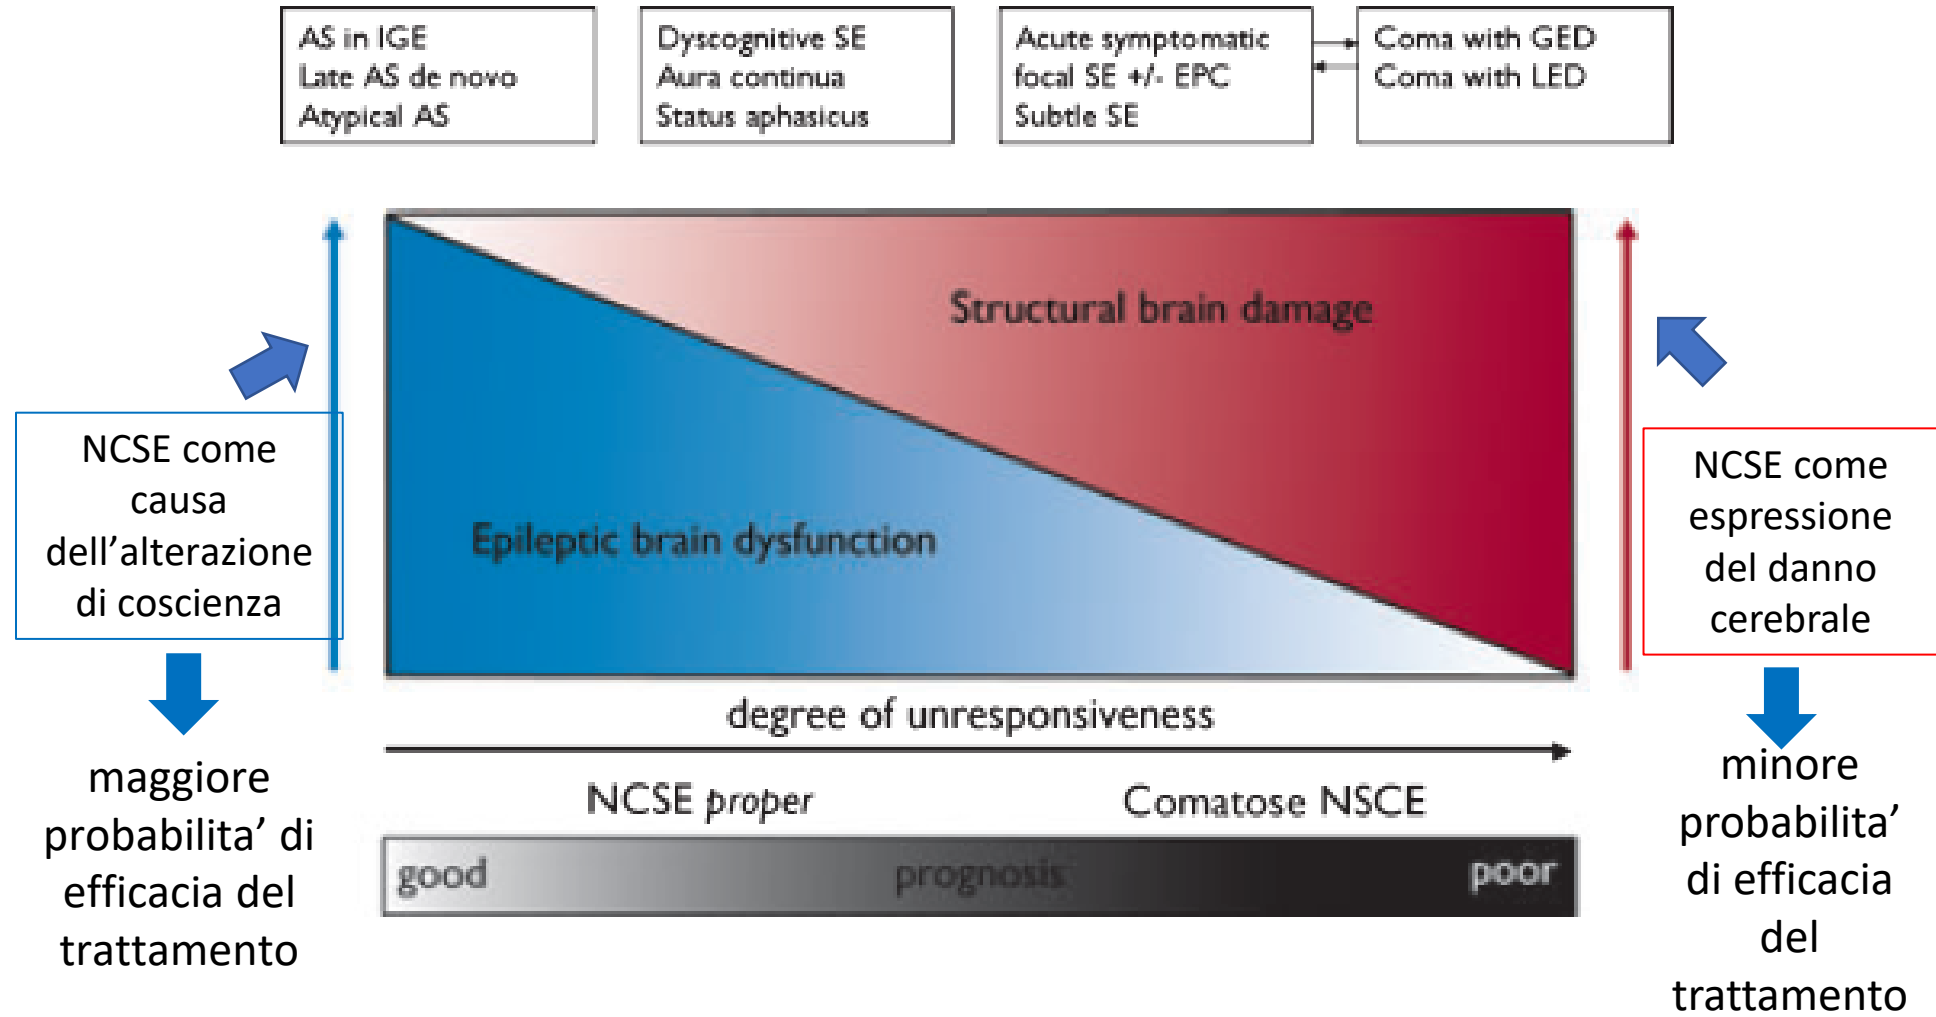 AS in IGE
Late AS de novo
Atypical AS
Dyscognitive SE
Aura continua
Status aphasicus
Acute symptomatic
focal SE +/- EPC
Subtle SE
Coma with GED
Coma with LED
Structural brain damage
Epileptic brain dysfunction
NCSE come
causa
dell’alterazione
di coscienza
maggiore
probabilita’ di
efficacia del
trattamento
NCSE come
espressione
del danno
cerebrale
minore
probabilita’
di efficacia
del
trattamento
degree of unresponsiveness
NCSE proper
Comatose NSCE
good
prognosis
poor